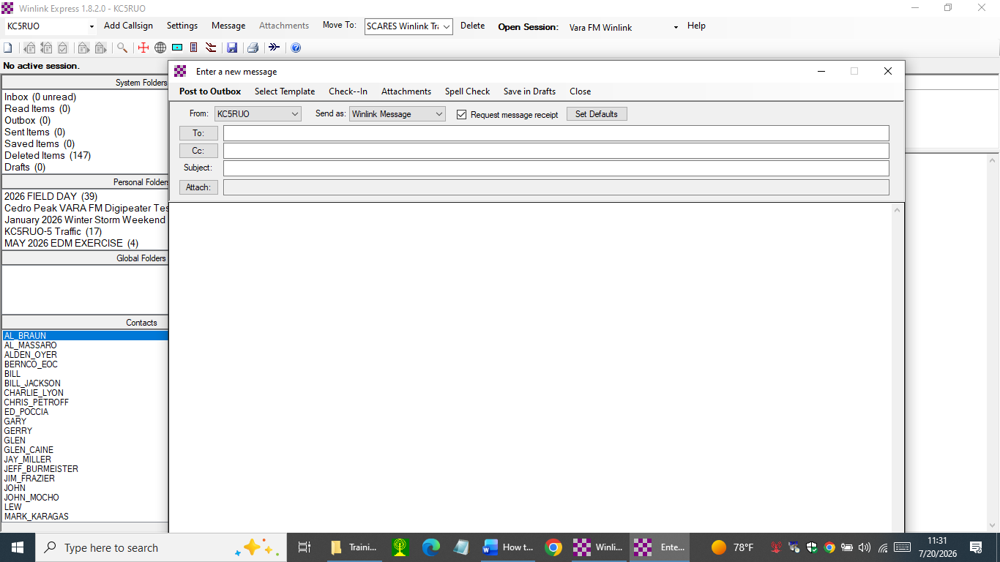 Winlink Express 1.8.2.0 - KC5RUO
KC5RUO Add Callsign Settings Message Attachments Move To: SCARES Winlink Tra Delete Open Session: Vara FM Winlink Help
No active session.
System Folders
Inbox (0 unread)
Read Items (0)
Outbox (0)
Sent Items (0)
Saved Items (0)
Deleted Items (147)
Drafts (0)
Personal Folders
2026 FIELD DAY (39)
Cedro Peak VARA FM Digipeater Tes
January 2026 Winter Storm Weekend
KC5RUO-5 Traffic (17)
MAY 2026 EDM EXERCISE (4)
Global Folders
Contacts
AL_BRAUN
AL_MASSARO
ALDEN_OYER
BERNCO_EOC
BILL
BILL_JACKSON
CHARLIE_LYON
CHRIS_PETROFF
ED_POCCIA
GARY
GERRY
GLEN
GLEN_CAINE
JAY_MILLER
JEFF_BURMEISTER
JIM_FRAZIER
JOHN
JOHN_MOCHO
LEW
MARK_KARAGAS
Enter a new message
Post to Outbox Select Template Check--In Attachments Spell Check Save in Drafts Close
From: KC5RUO Send as: Winlink Message Request message receipt Set Defaults
To:
Cc:
Subject:
Attach:
Type here to search Traini... How t... Winli... Ente... 78°F 11:31
7/20/2026